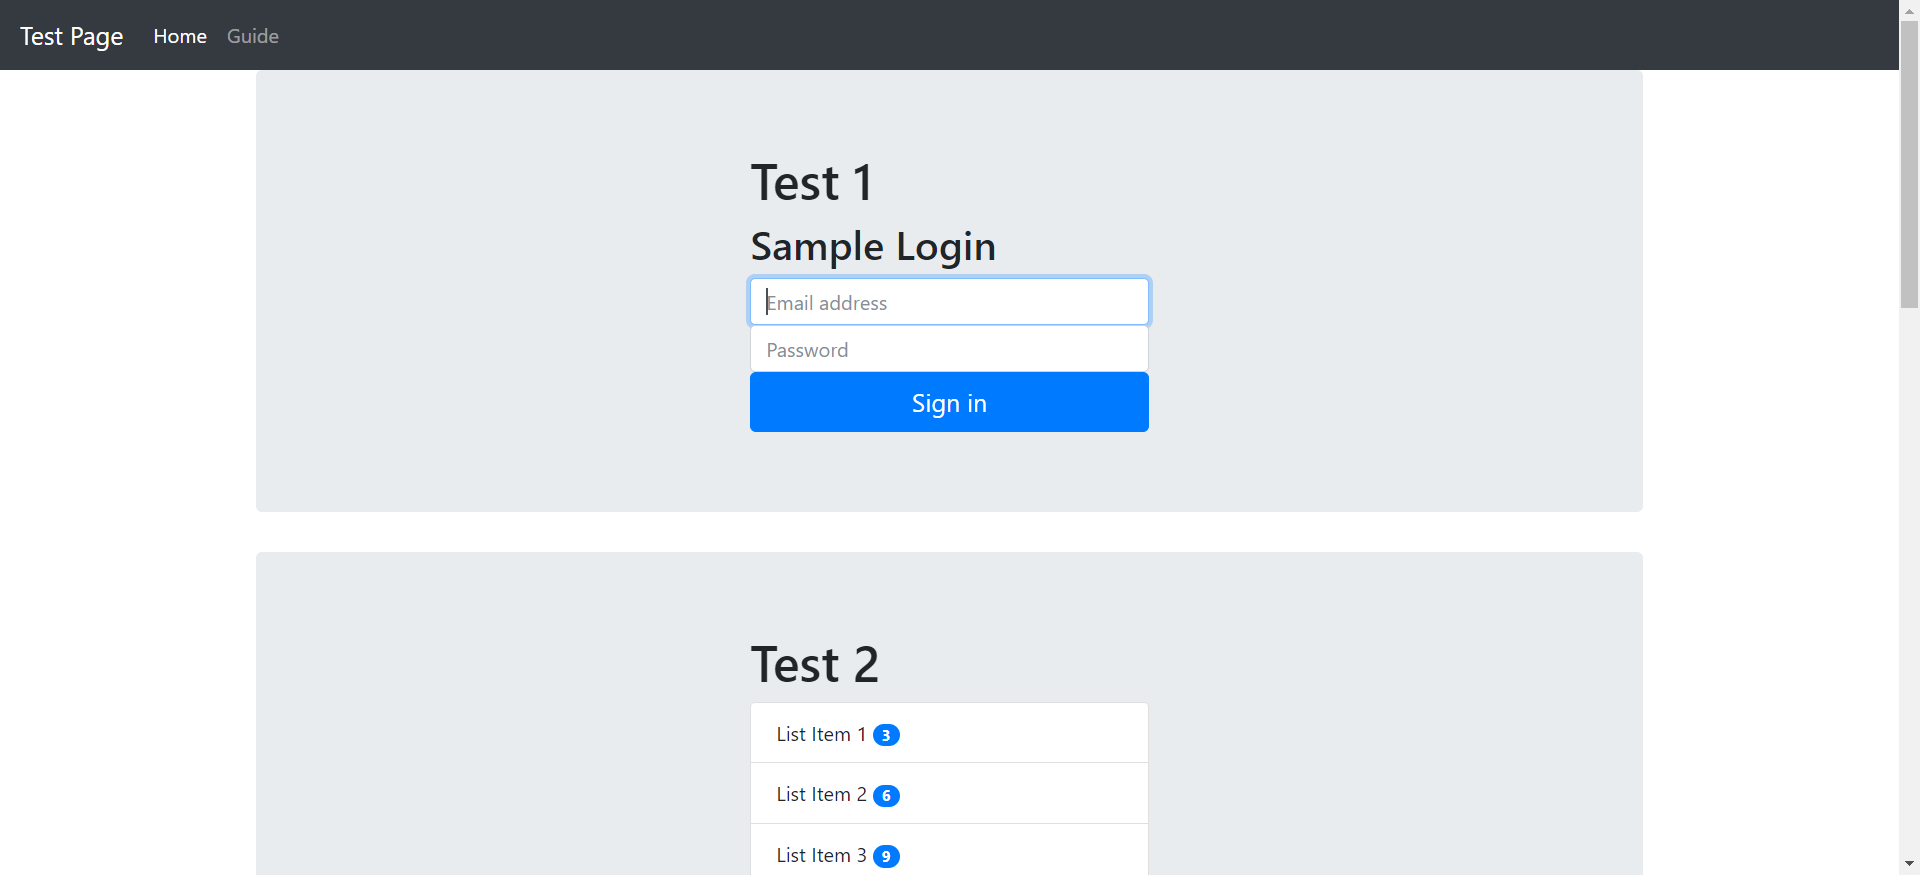 Test Page Home Guide
Test 1
Sample Login
Email address
Password
Sign in
Test 2
List Item 1 3
List Item 2 6
List Item 3 9